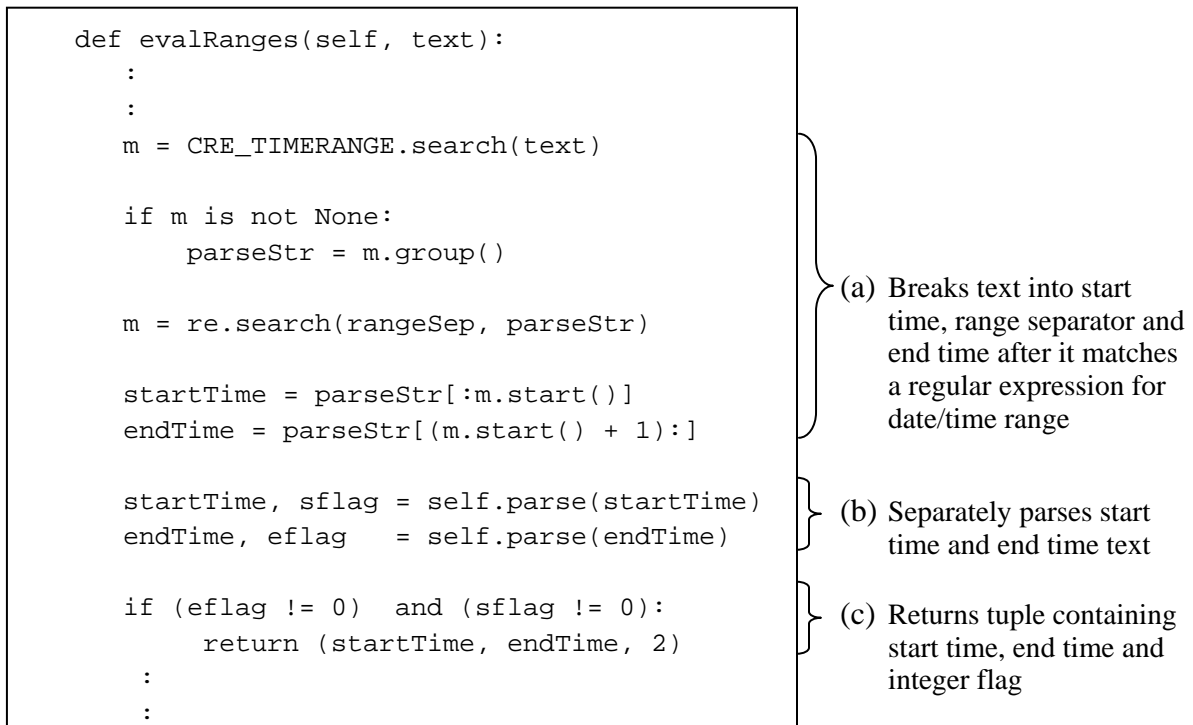 def evalRanges(self, text):
:
:
m = CRE_TIMERANGE.search(text)
if m is not None:
parseStr = m.group()
m = re.search(rangeSep, parseStr)
startTime = parseStr[:m.start()]
endTime = parseStr[(m.start() + 1):]
startTime, sflag = self.parse(startTime)
endTime, eflag   = self.parse(endTime)
if (eflag != 0)  and (sflag != 0):
return (startTime, endTime, 2)
:
:
(a) Breaks text into start
time, range separator and
end time after it matches
a regular expression for
date/time range
(b) Separately parses start
time and end time text
(c) Returns tuple containing
start time, end time and
integer flag